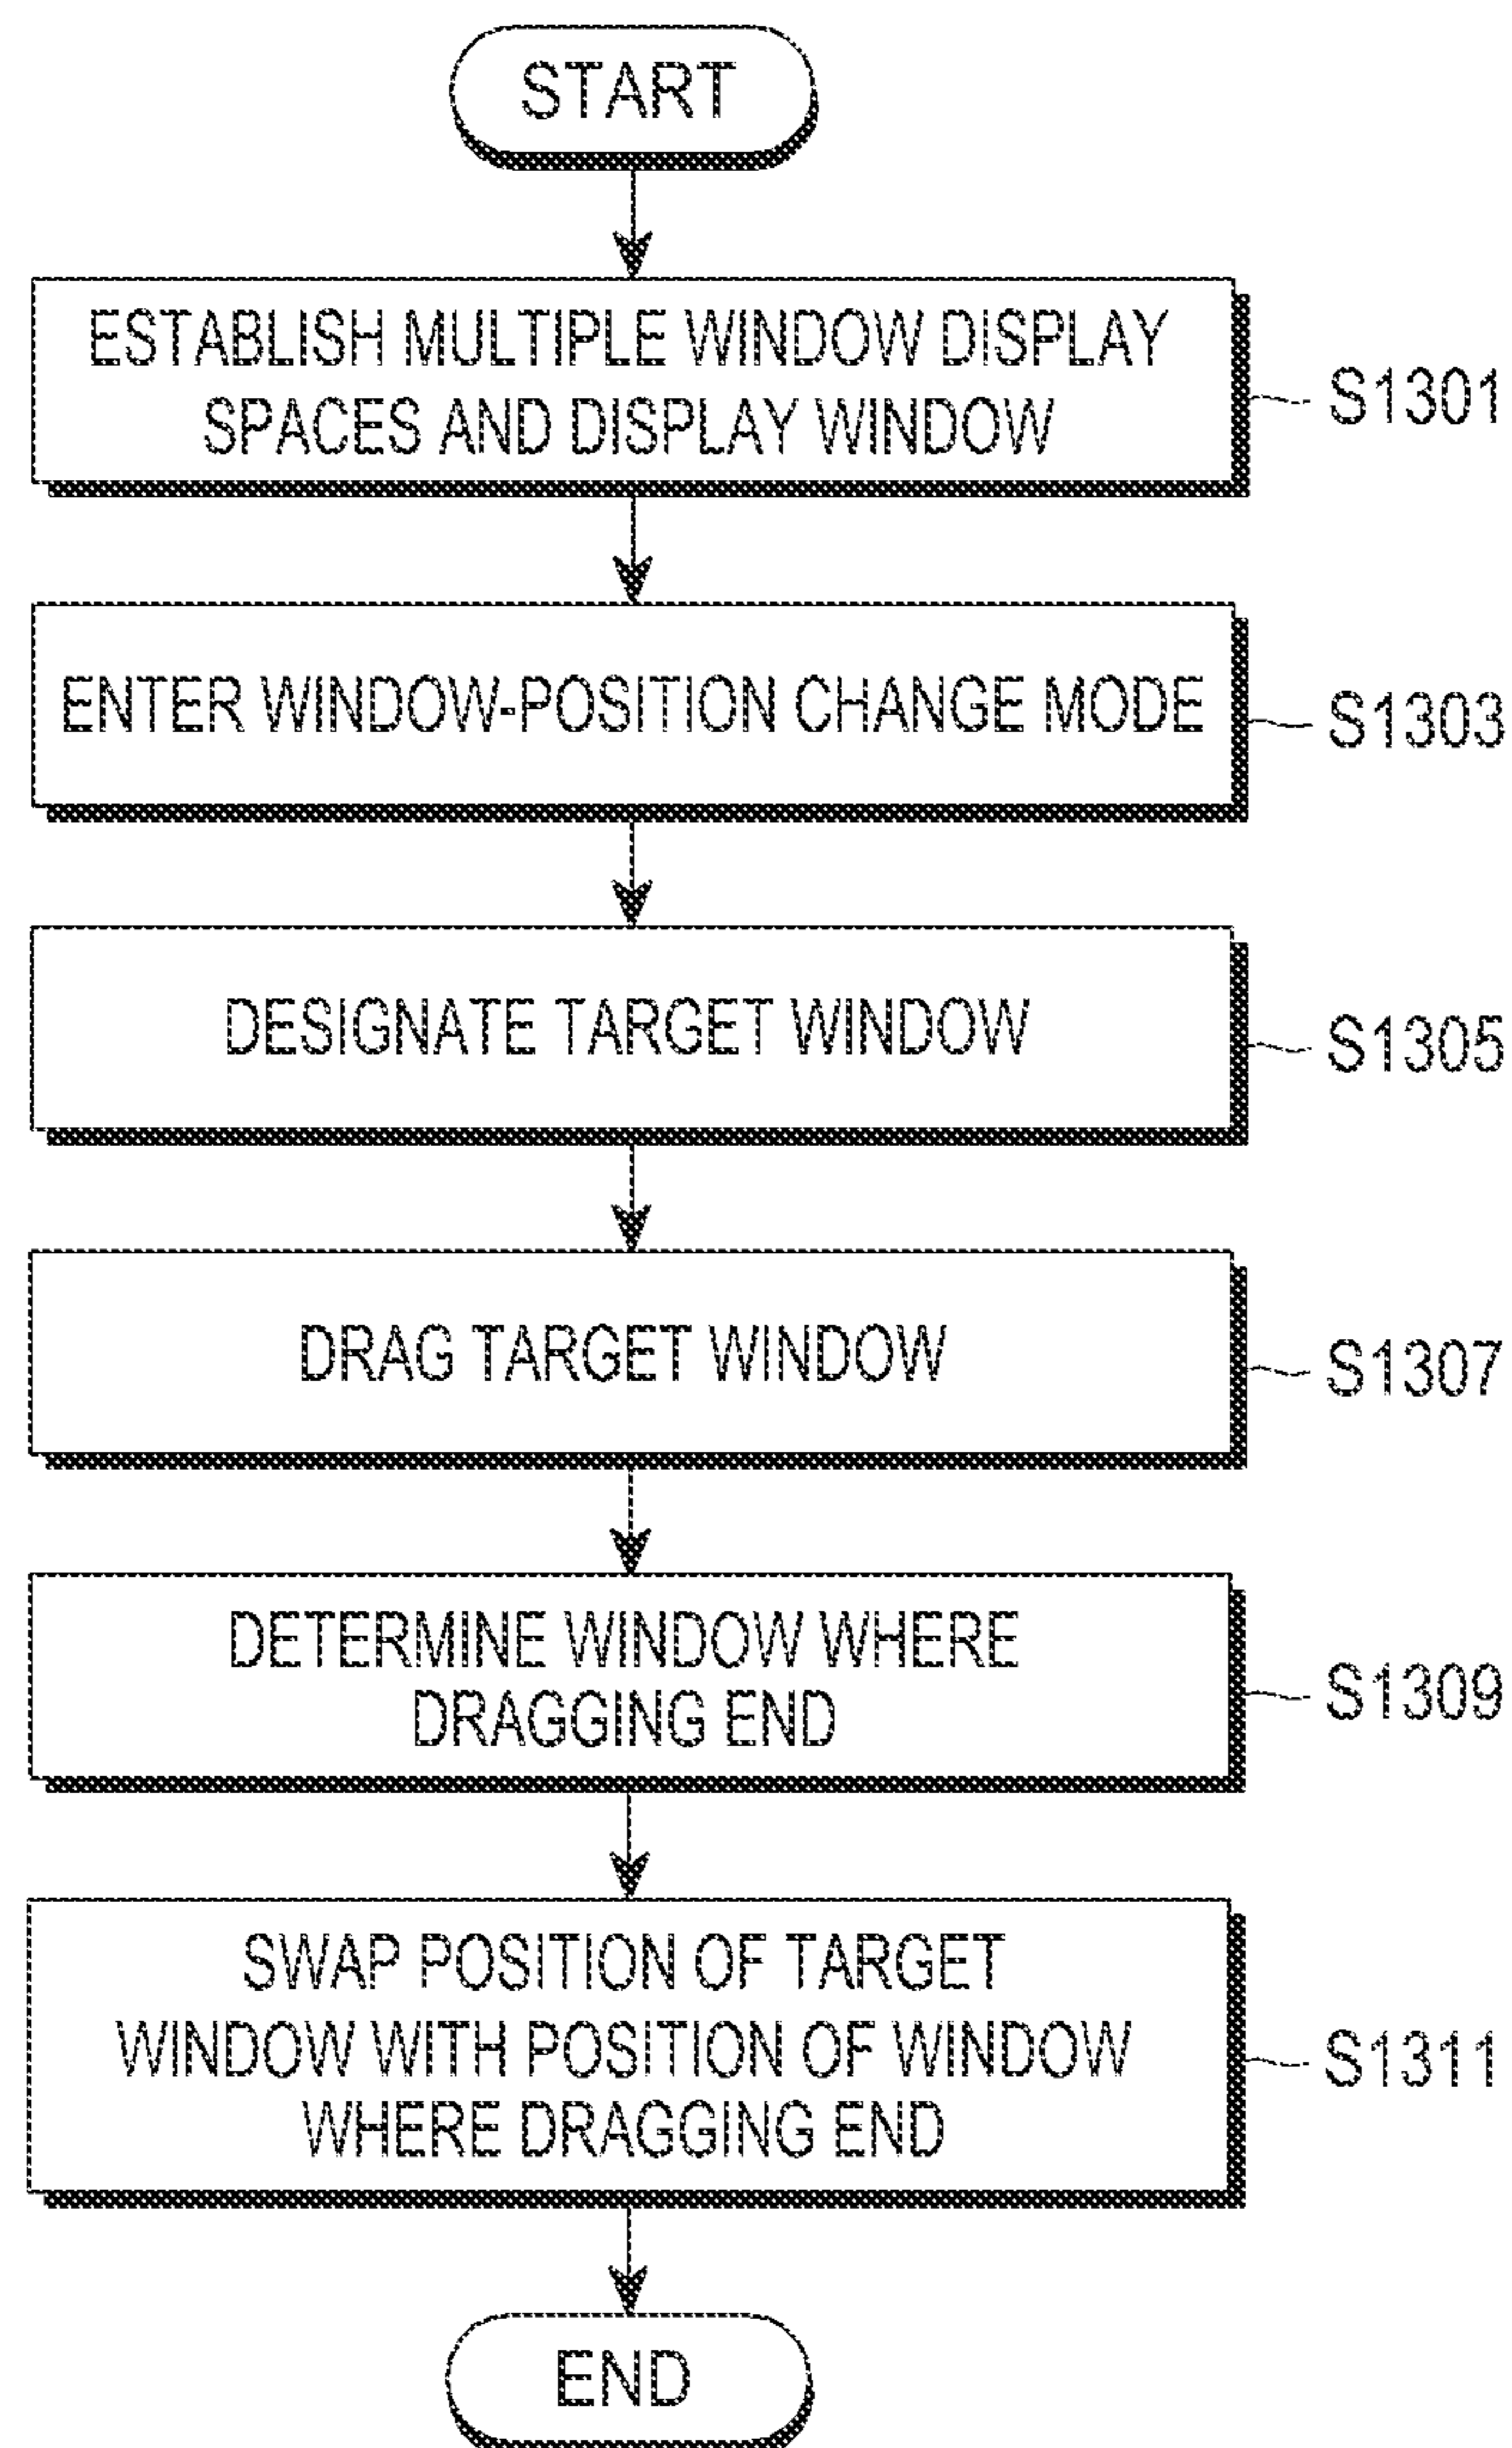 START
ESTABLISH MULTIPLE WINDOW DISPLAY
SPACES AND DISPLAY WINDOW
S1301
ENTER WINDOW-POSITION CHANGE MODE
S1303
DESIGNATE TARGET WINDOW
S1305
DRAG TARGET WINDOW
S1307
DETERMINE WINDOW WHERE
DRAGGING END
S1309
SWAP POSITION OF TARGET
WINDOW WITH POSITION OF WINDOW
WHERE DRAGGING END
S1311
END